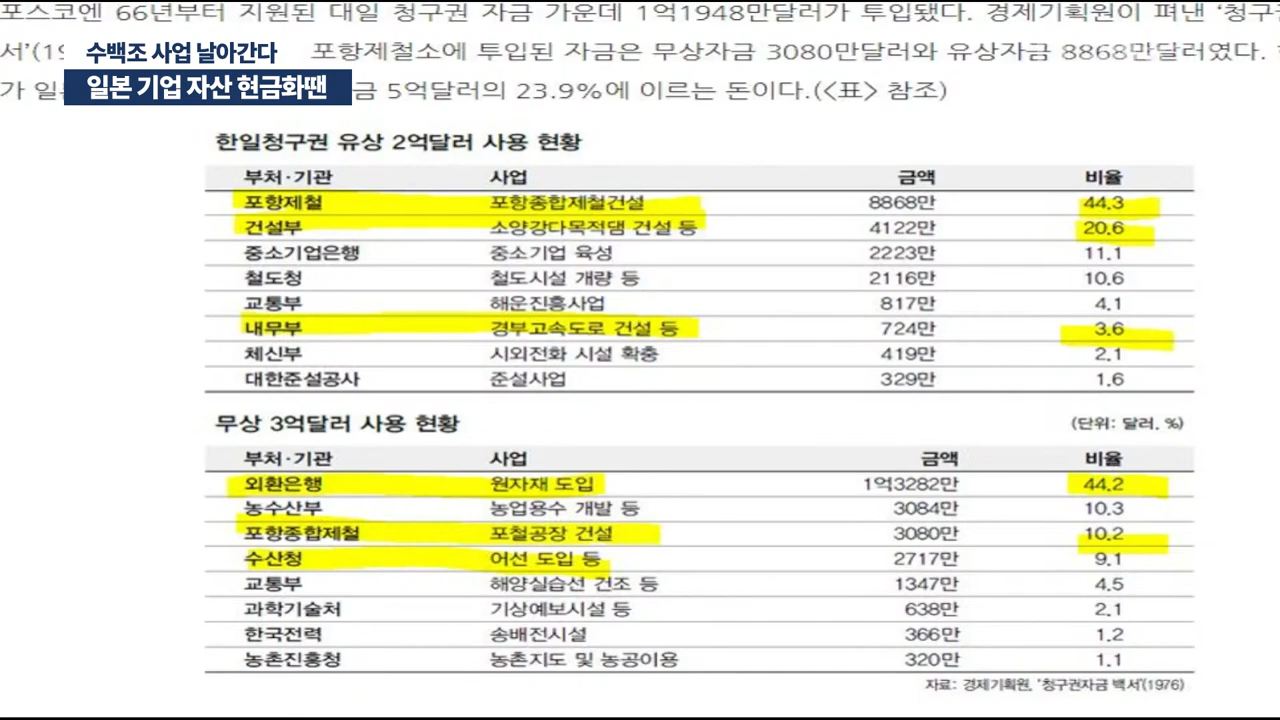 포스코엔 66년부터 지원된 대일 청구권 자금 가운데 1억1948만달러가 투입됐다. 경제기획원이 펴낸 '청구
서'(19 포항제철소에 투입된 자금은 무상자금 3080만달러와 유상자금 8868만달러였다.
수백조 사업 날아간다
일본 기업 자산 현금화땐
가 일 금 5억달러의 23.9%에 이르는 돈이다.(<표> 참조)
한일청구권 유상 2억달러 사용 현황
부처·기관 사업 금액 비율
포항제철 포항종합제철건설 8868만 44.3
건설부 소양강다목적댐 건설 등 4122만 20.6
중소기업은행 중소기업 육성 2223만 11.1
철도청 철도시설 개량 등 2116만 10.6
교통부 해운진흥사업 817만 4.1
내무부 경부고속도로 건설 등 724만 3.6
체신부 시외전화 시설 확충 419만 2.1
대한준설공사 준설사업 329만 1.6
무상 3억달러 사용 현황 (단위: 달러, %)
부처·기관 사업 금액 비율
외환은행 원자재 도입 1억3282만 44.2
농수산부 농업용수 개발 등 3084만 10.3
포항종합제철 포철공장 건설 3080만 10.2
수산청 어선 도입 등 2717만 9.1
교통부 해양실습선 건조 등 1347만 4.5
과학기술처 기상예보시설 등 638만 2.1
한국전력 송배전시설 366만 1.2
농촌진흥청 농촌지도 및 농공이용 320만 1.1
자료: 경제기획원, '청구권자금 백서'(1976)